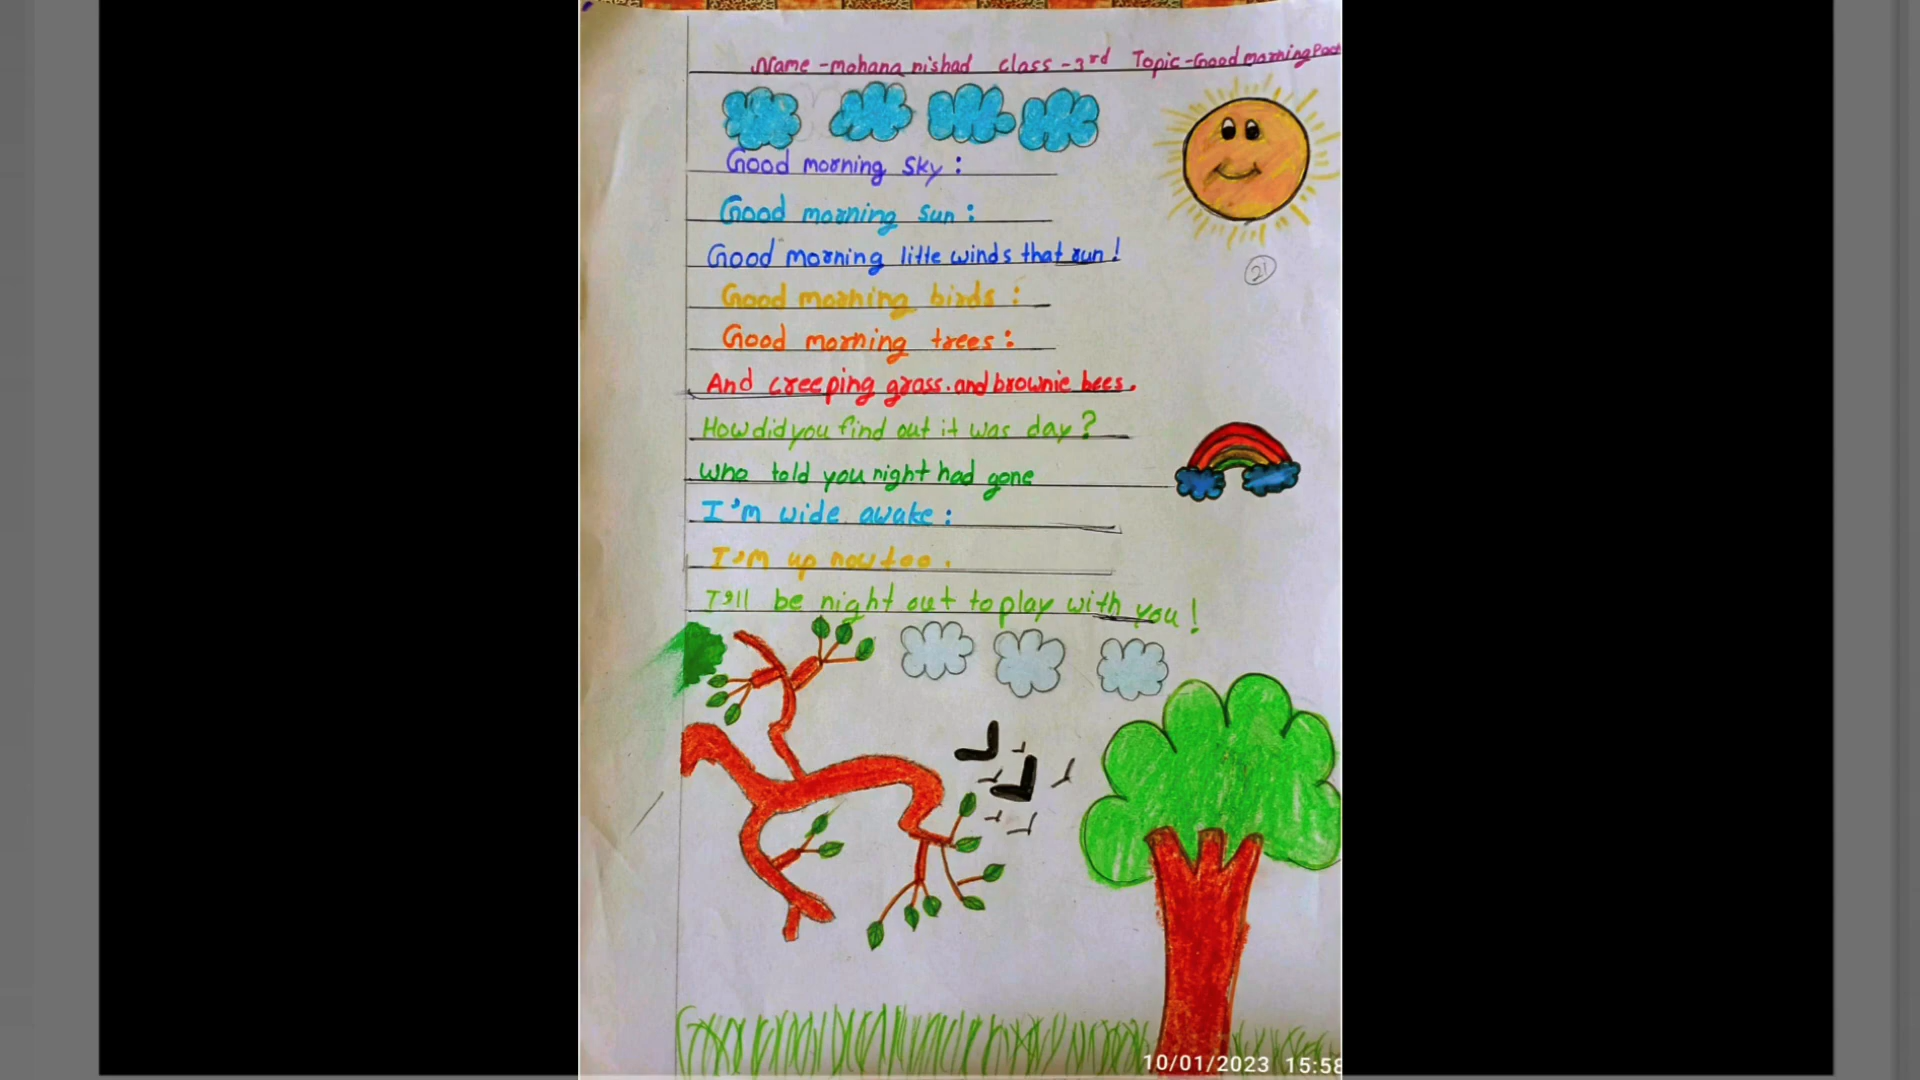 Name - mohana nishad class - 3rd Topic - Good morning Poet
Good morning Sky:
Good morning sun:
Good morning litte winds that run!
21
Good morning birds:
Good morning trees:
And creeping grass. and brownie bees.
How did you find out it was day?
who told you night had gone
I'm wide awake:
I'm up now too.
I'll be night out to play with you!
10/01/2023 15:58